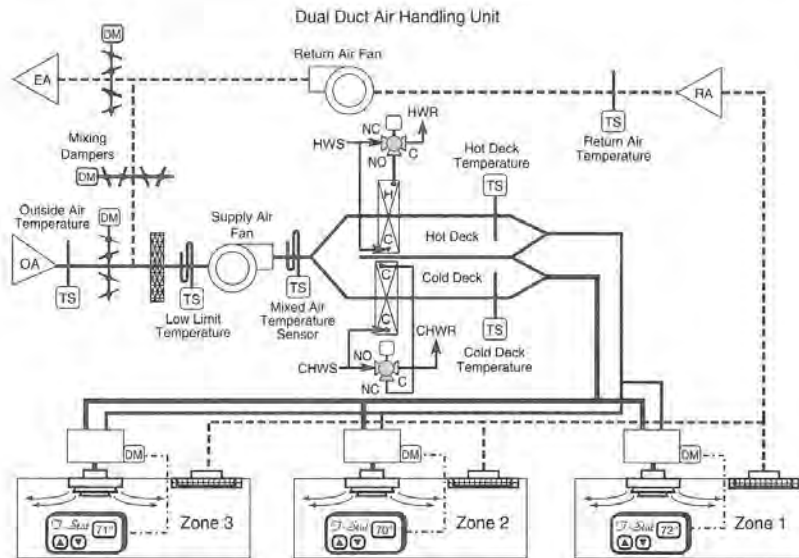 Dual Duct Air Handling Unit
DM
Return Air Fan
EA
RA
TS
Return Air
Temperature
NC
HWR
HWS
C
NO
Mixing
Dampers
DM
Hot Deck
Temperature
TS
H
C
Hot Deck
Outside Air
Temperature
DM
Supply Air
Fan
OA
TS
TS
Low Limit
Temperature
TS
Mixed Air
Temperature
Sensor
C
C
Cold Deck
TS
Cold Deck
Temperature
CHWR
NO
CHWS
C
NC
DM
DM
DM
T-Stat 71°
Zone 3
T-Stat 70°
Zone 2
T-Stat 72°
Zone 1